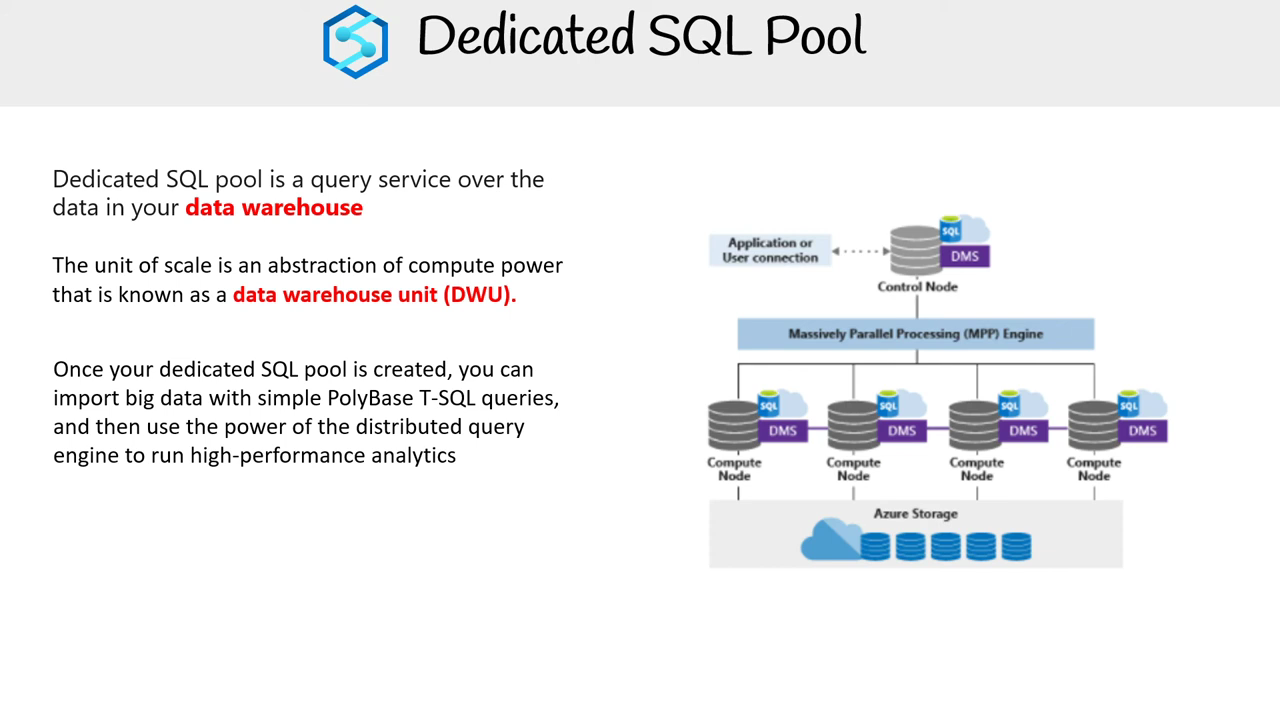 Dedicated SQL Pool
Dedicated SQL pool is a query service over the
data in your data warehouse
The unit of scale is an abstraction of compute power
that is known as a data warehouse unit (DWU).
Once your dedicated SQL pool is created, you can
import big data with simple PolyBase T-SQL queries,
and then use the power of the distributed query
engine to run high-performance analytics
Application or
User connection
SQL
DMS
Control Node
Massively Parallel Processing (MPP) Engine
SQL
DMS
SQL
DMS
SQL
DMS
SQL
DMS
Compute
Node
Compute
Node
Compute
Node
Compute
Node
Azure Storage